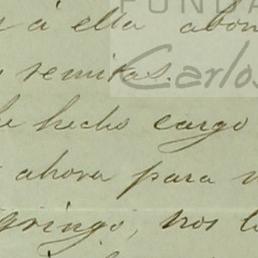 a ella abon
FUNDA
remitas.
Carlos
he hecho cargo
ahora para
gringo, nos